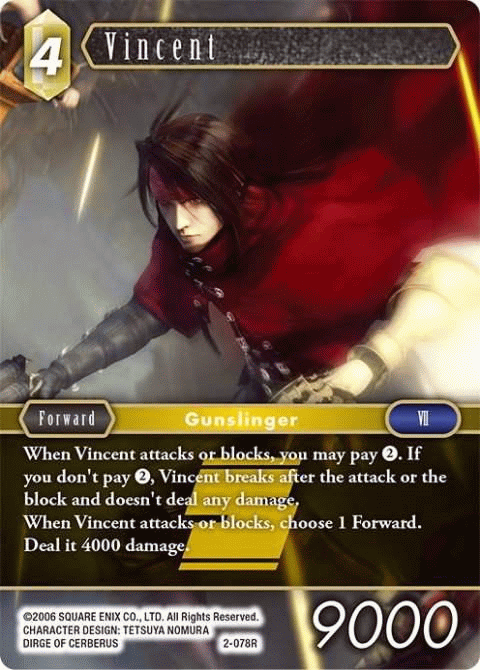 4
Vincent
Forward
Gunslinger
VII
When Vincent attacks or blocks, you may pay ❷. If
you don't pay ❷, Vincent breaks after the attack or the
block and doesn't deal any damage.
When Vincent attacks or blocks, choose 1 Forward.
Deal it 4000 damage.
©2006 SQUARE ENIX CO., LTD. All Rights Reserved.
CHARACTER DESIGN: TETSUYA NOMURA
DIRGE OF CERBERUS
2-078R
9000